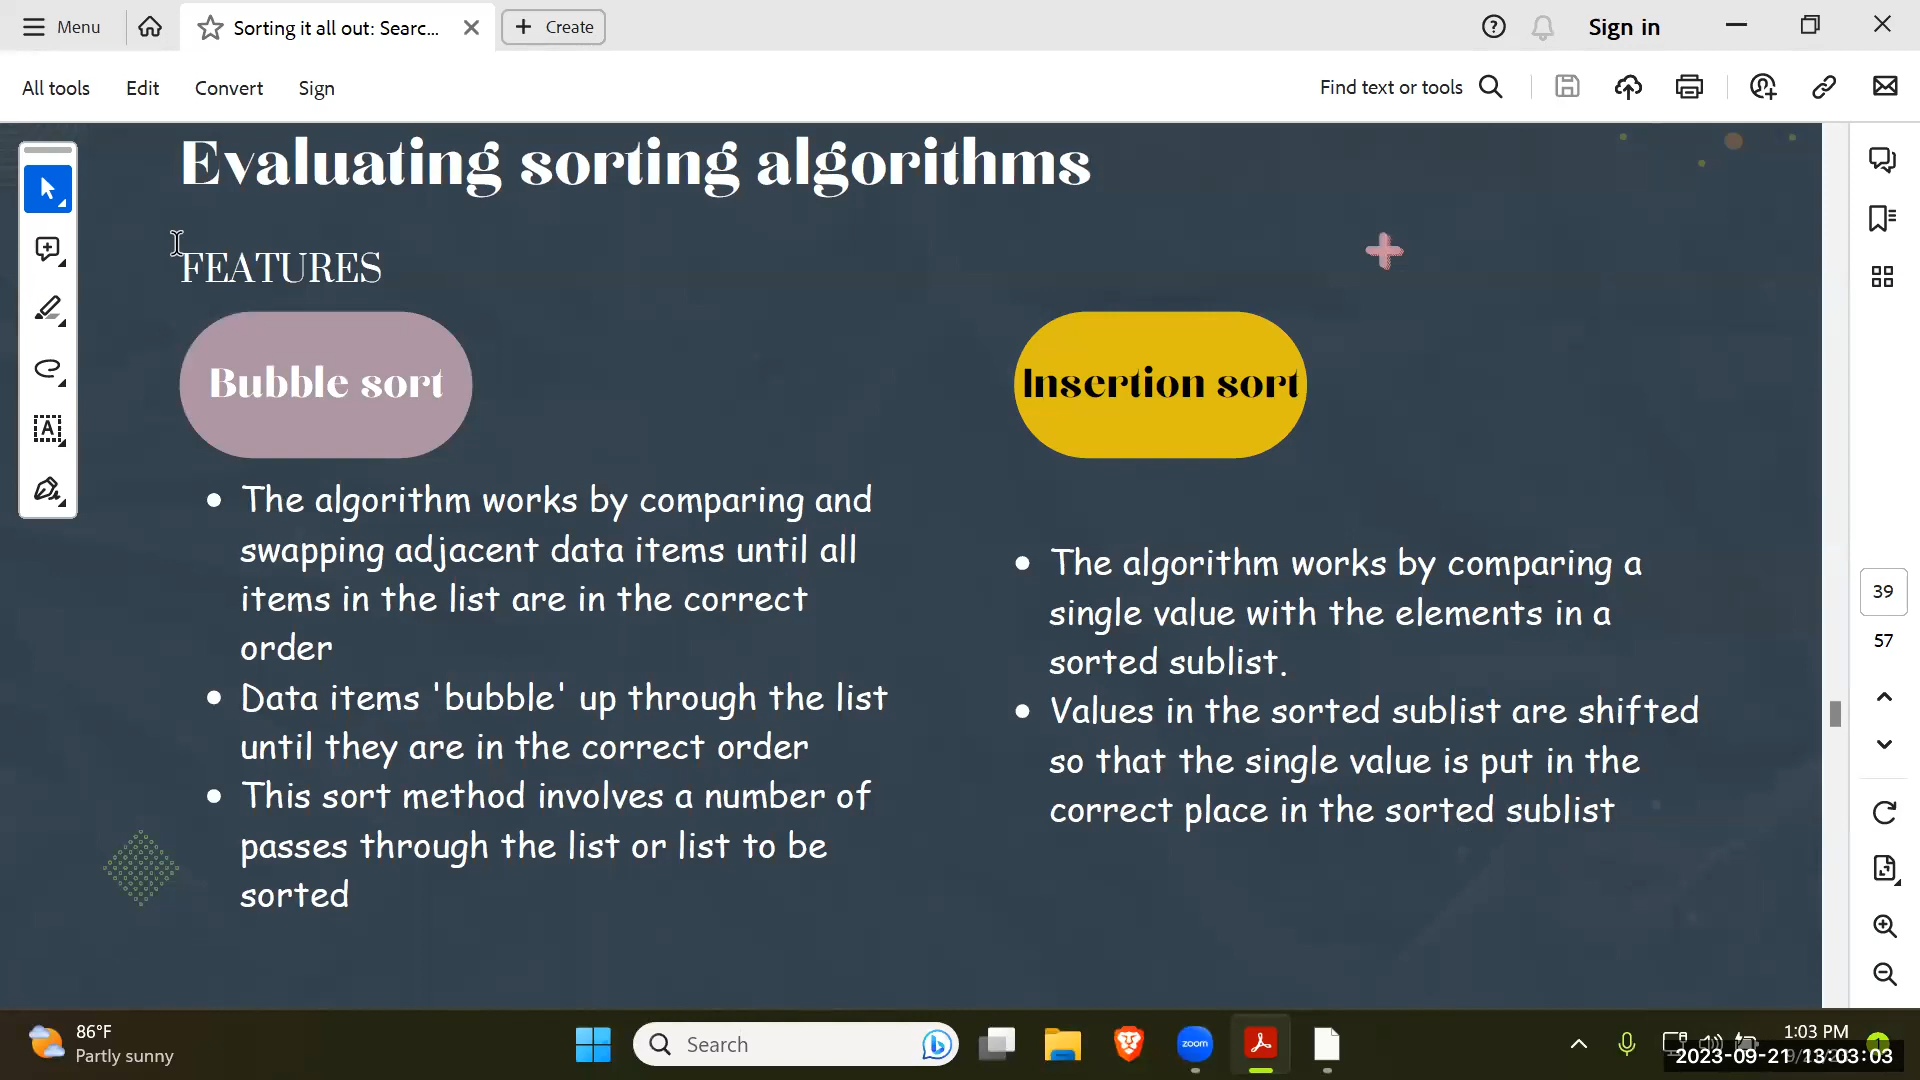 Menu
Sorting it all out: Searc...
Create
Sign in
All tools
Edit
Convert
Sign
Find text or tools
Evaluating sorting algorithms
FEATURES
Bubble sort
The algorithm works by comparing and
swapping adjacent data items until all
items in the list are in the correct
order
Data items 'bubble' up through the list
until they are in the correct order
This sort method involves a number of
passes through the list or list to be
sorted
Insertion sort
The algorithm works by comparing a
single value with the elements in a
sorted sublist.
Values in the sorted sublist are shifted
so that the single value is put in the
correct place in the sorted sublist
39
57
86°F
Partly sunny
Search
zoom
1:03 PM
2023-09-21 13:03:03